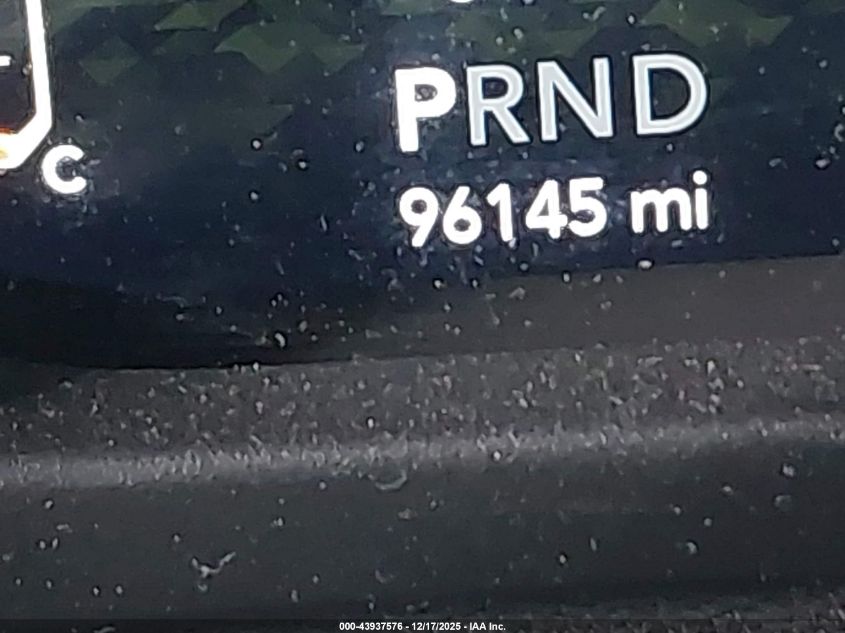 PRND
C
96145 mi
000-43937576 - 12/17/2025 - IAA Inc.